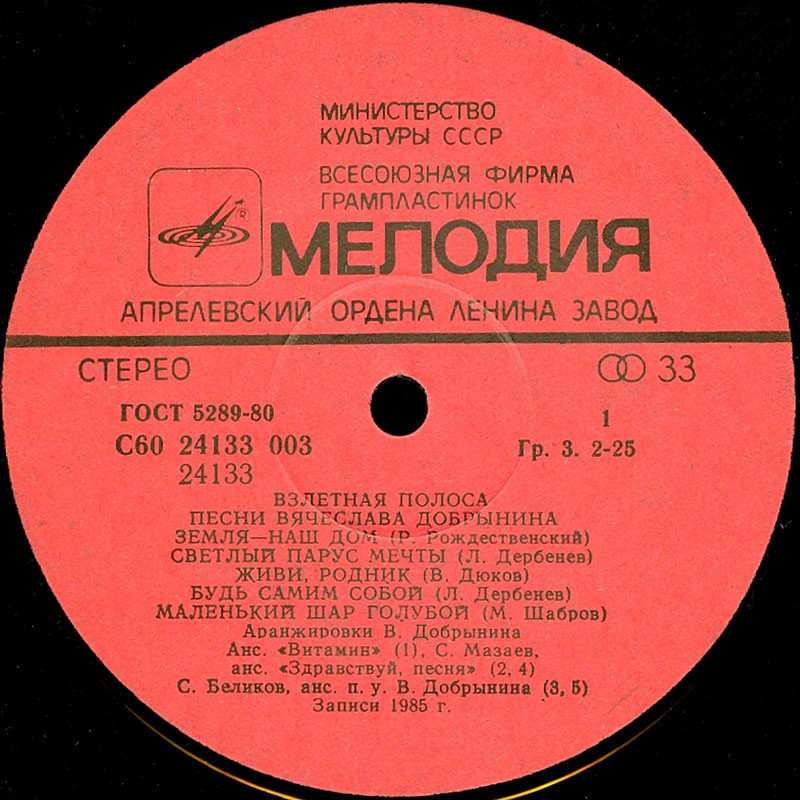 МИНИСТЕРСТВО
КУЛЬТУРЫ СССР
ВСЕСОЮЗНАЯ ФИРМА
ГРАМПЛАСТИНОК
®
МЕЛОДИЯ
АПРЕЛЕВСКИЙ ОРДЕНА ЛЕНИНА ЗАВОД
СТЕРЕО 33
ГОСТ 5289-80 1
С60 24133 003 Гр. 3. 2-25
24133
ВЗЛЕТНАЯ ПОЛОСА
ПЕСНИ ВЯЧЕСЛАВА ДОБРЫНИНА
ЗЕМЛЯ—НАШ ДОМ (Р. Рождественский)
СВЕТЛЫЙ ПАРУС МЕЧТЫ (Л. Дербенев)
ЖИВИ, РОДНИК (В. Дюков)
БУДЬ САМИМ СОБОЙ (Л. Дербенев)
МАЛЕНЬКИЙ ШАР ГОЛУБОЙ (М. Шабров)
Аранжировки В. Добрынина
Анс. «Витамин» (1), С. Мазаев,
анс. «Здравствуй, песня» (2, 4)
С. Беликов, анс. п. у. В. Добрынина (3, 5)
Записи 1985 г.